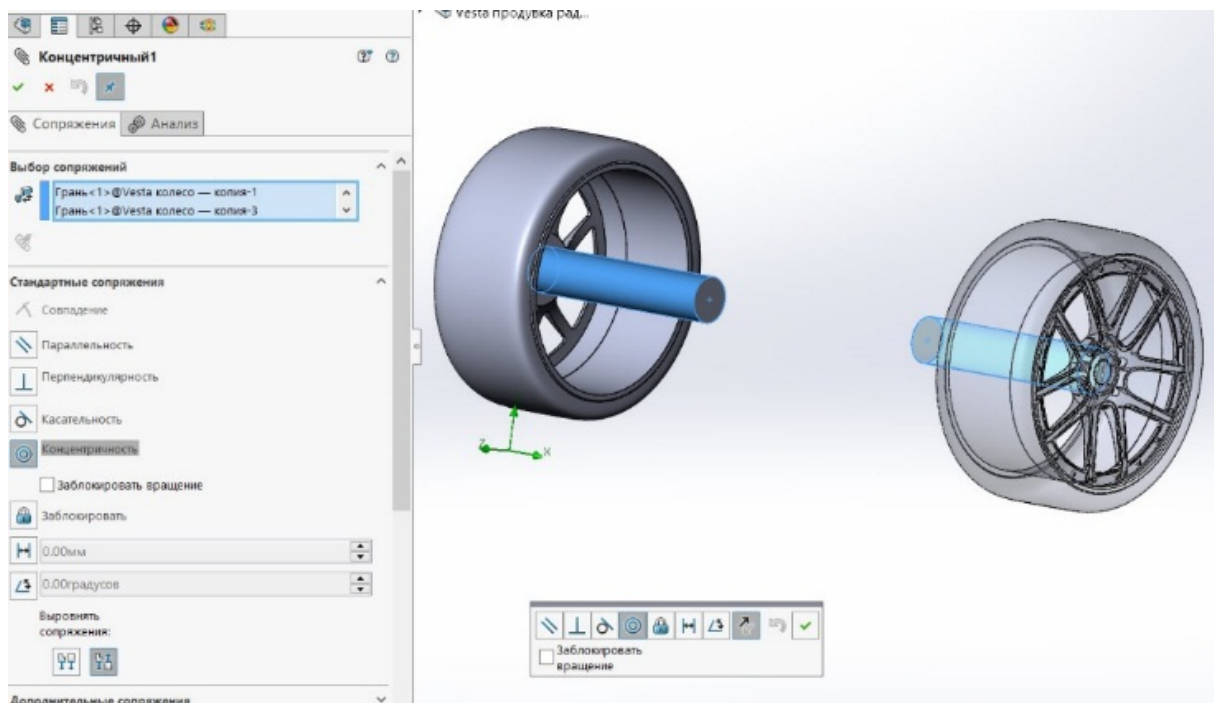 Vesta продувка рад...
Концентричный1
Сопряжения
Анализ
Выбор сопряжений
Грань<1>@Vesta колесо — копия-1
Грань<1>@Vesta колесо — копия-3
Стандартные сопряжения
Совпадение
Параллельность
Перпендикулярность
Касательность
Концентричность
Заблокировать вращение
Заблокировать
0.00мм
0.00градусов
Выровнять
сопряжения:
Дополнительные сопряжения
Z
X
Заблокировать
вращение